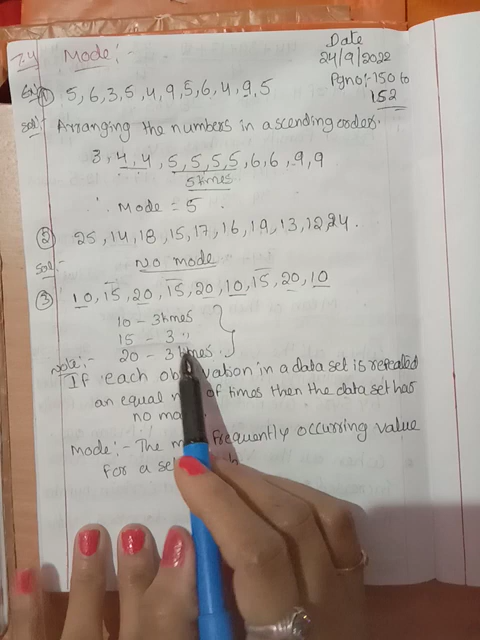 7.4 Mode:-
Date
24/9/2022
Pg no:-150 to
152
Ex:- ① 5, 6, 3, 5, 4, 9, 5, 6, 4, 9, 5
sol:- Arranging the numbers in ascending order.
3, 4, 4, 5, 5, 5, 5, 6, 6, 9, 9
5 times
∴ Mode = 5
② 25, 14, 18, 15, 17, 16, 19, 13, 12, 24.
sol:- No mode
③ 10, 15, 20, 15, 20, 10, 15, 20, 10
10 - 3 times
15 - 3 "
20 - 3 times
Note:-
If each observation in a data set is repeated
an equal of times then the data set has
no
Mode:- The frequently occurring value
for a